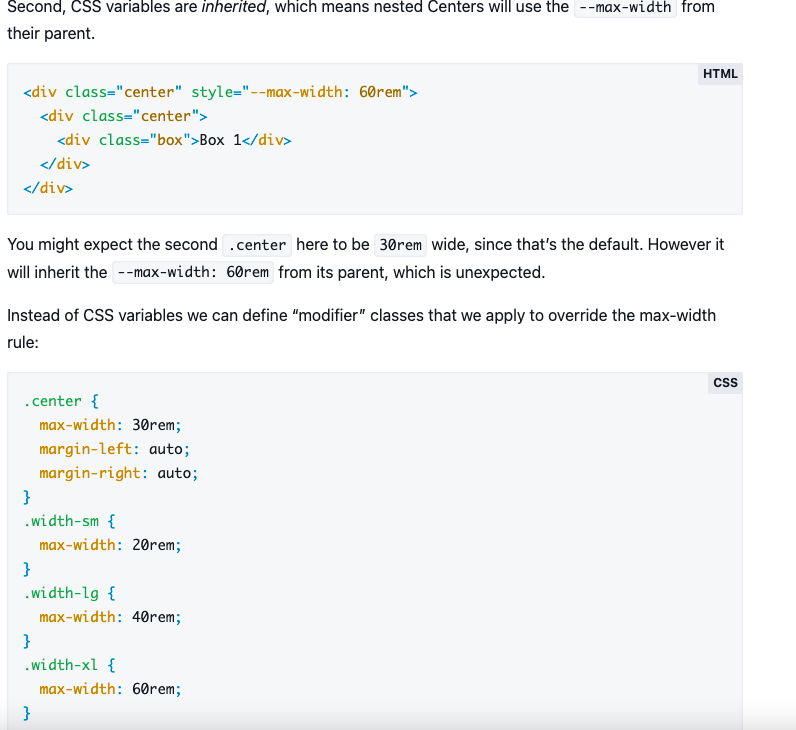 Second, CSS variables are inherited, which means nested Centers will use the --max-width from
their parent.
HTML
<div class="center" style="--max-width: 60rem">
  <div class="center">
    <div class="box">Box 1</div>
  </div>
</div>
You might expect the second .center here to be 30rem wide, since that’s the default. However it
will inherit the --max-width: 60rem from its parent, which is unexpected.
Instead of CSS variables we can define “modifier” classes that we apply to override the max-width
rule:
CSS
.center {
  max-width: 30rem;
  margin-left: auto;
  margin-right: auto;
}
.width-sm {
  max-width: 20rem;
}
.width-lg {
  max-width: 40rem;
}
.width-xl {
  max-width: 60rem;
}